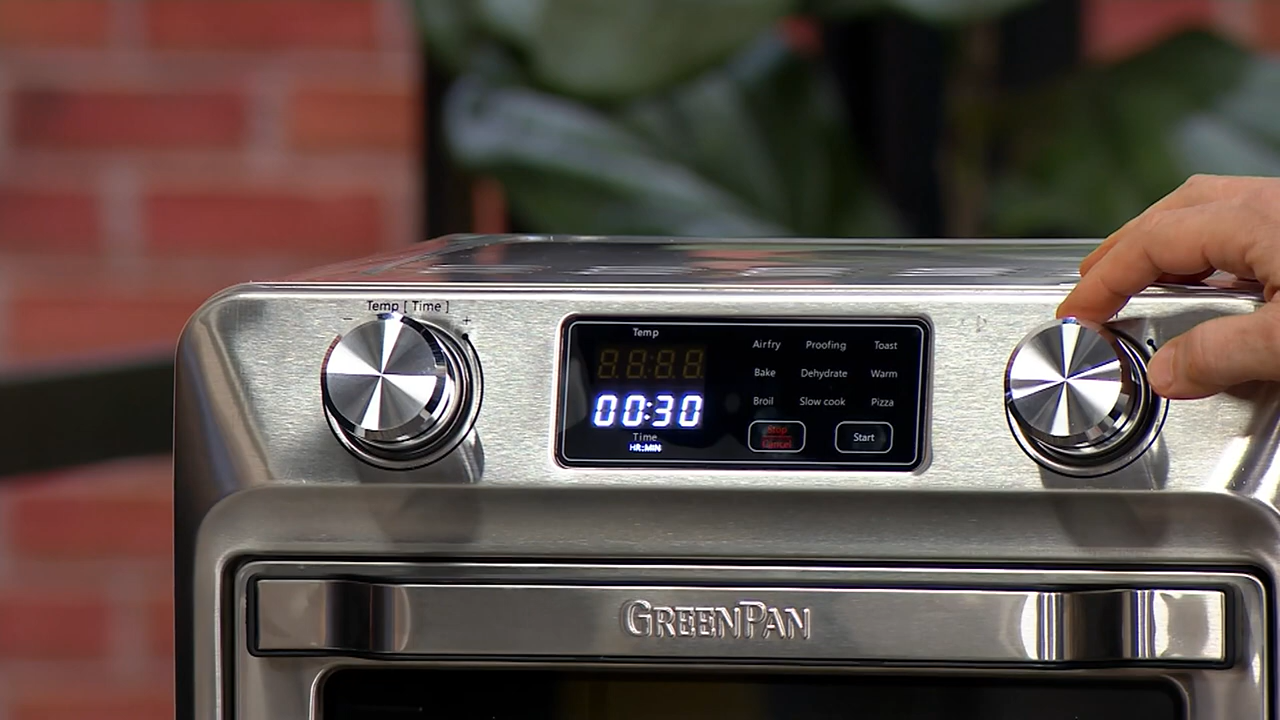 Temp [ Time ]
- +
Temp
Airfry Proofing Toast
Bake Dehydrate Warm
00:30
Broil Slow cook Pizza
Time
HR:MIN
Stop
Cancel
Start
GREENPAN